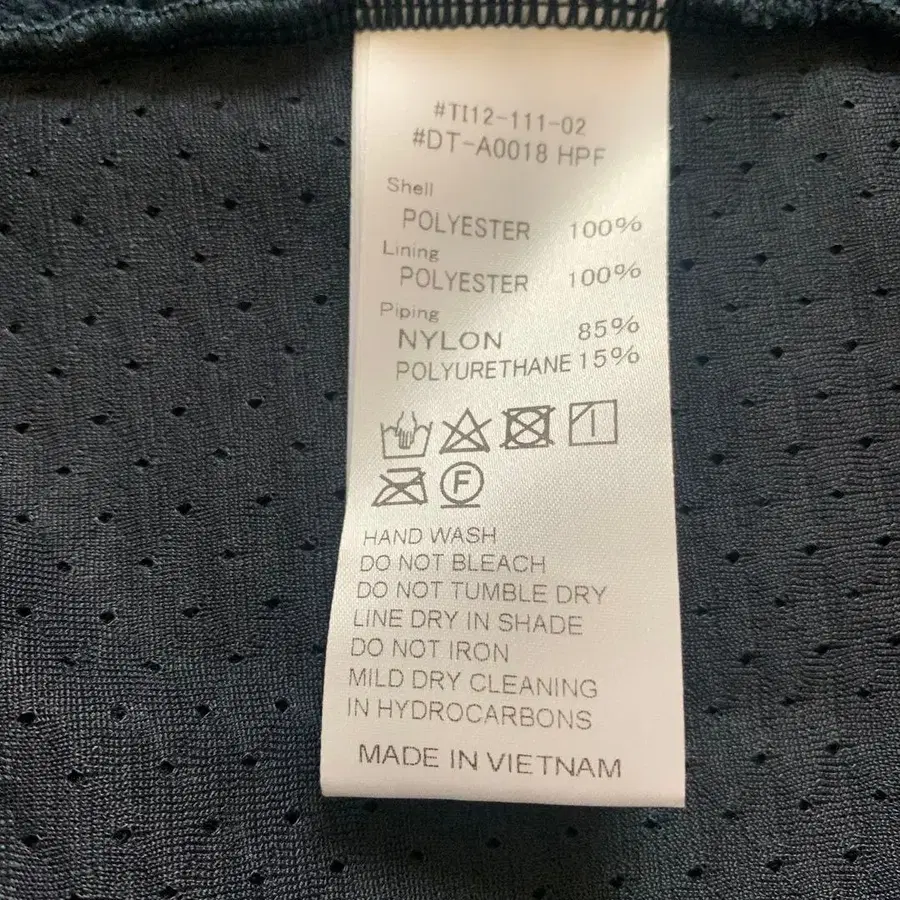 #TI12-111-02
#DT-A0018 HPF
Shell
POLYESTER 100%
Lining
POLYESTER 100%
Piping
NYLON 85%
POLYURETHANE 15%
F
HAND WASH
DO NOT BLEACH
DO NOT TUMBLE DRY
LINE DRY IN SHADE
DO NOT IRON
MILD DRY CLEANING
IN HYDROCARBONS
MADE IN VIETNAM